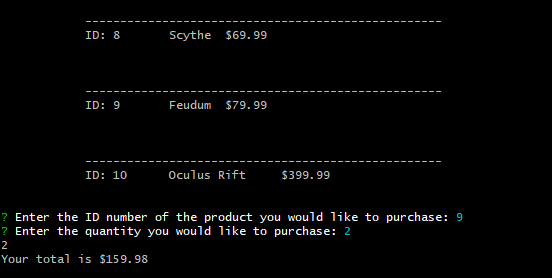 ---------------------------------------------------
ID: 8 Scythe $69.99
---------------------------------------------------
ID: 9 Feudum $79.99
---------------------------------------------------
ID: 10 Oculus Rift $399.99
? Enter the ID number of the product you would like to purchase: 9
? Enter the quantity you would like to purchase: 2
2
Your total is $159.98